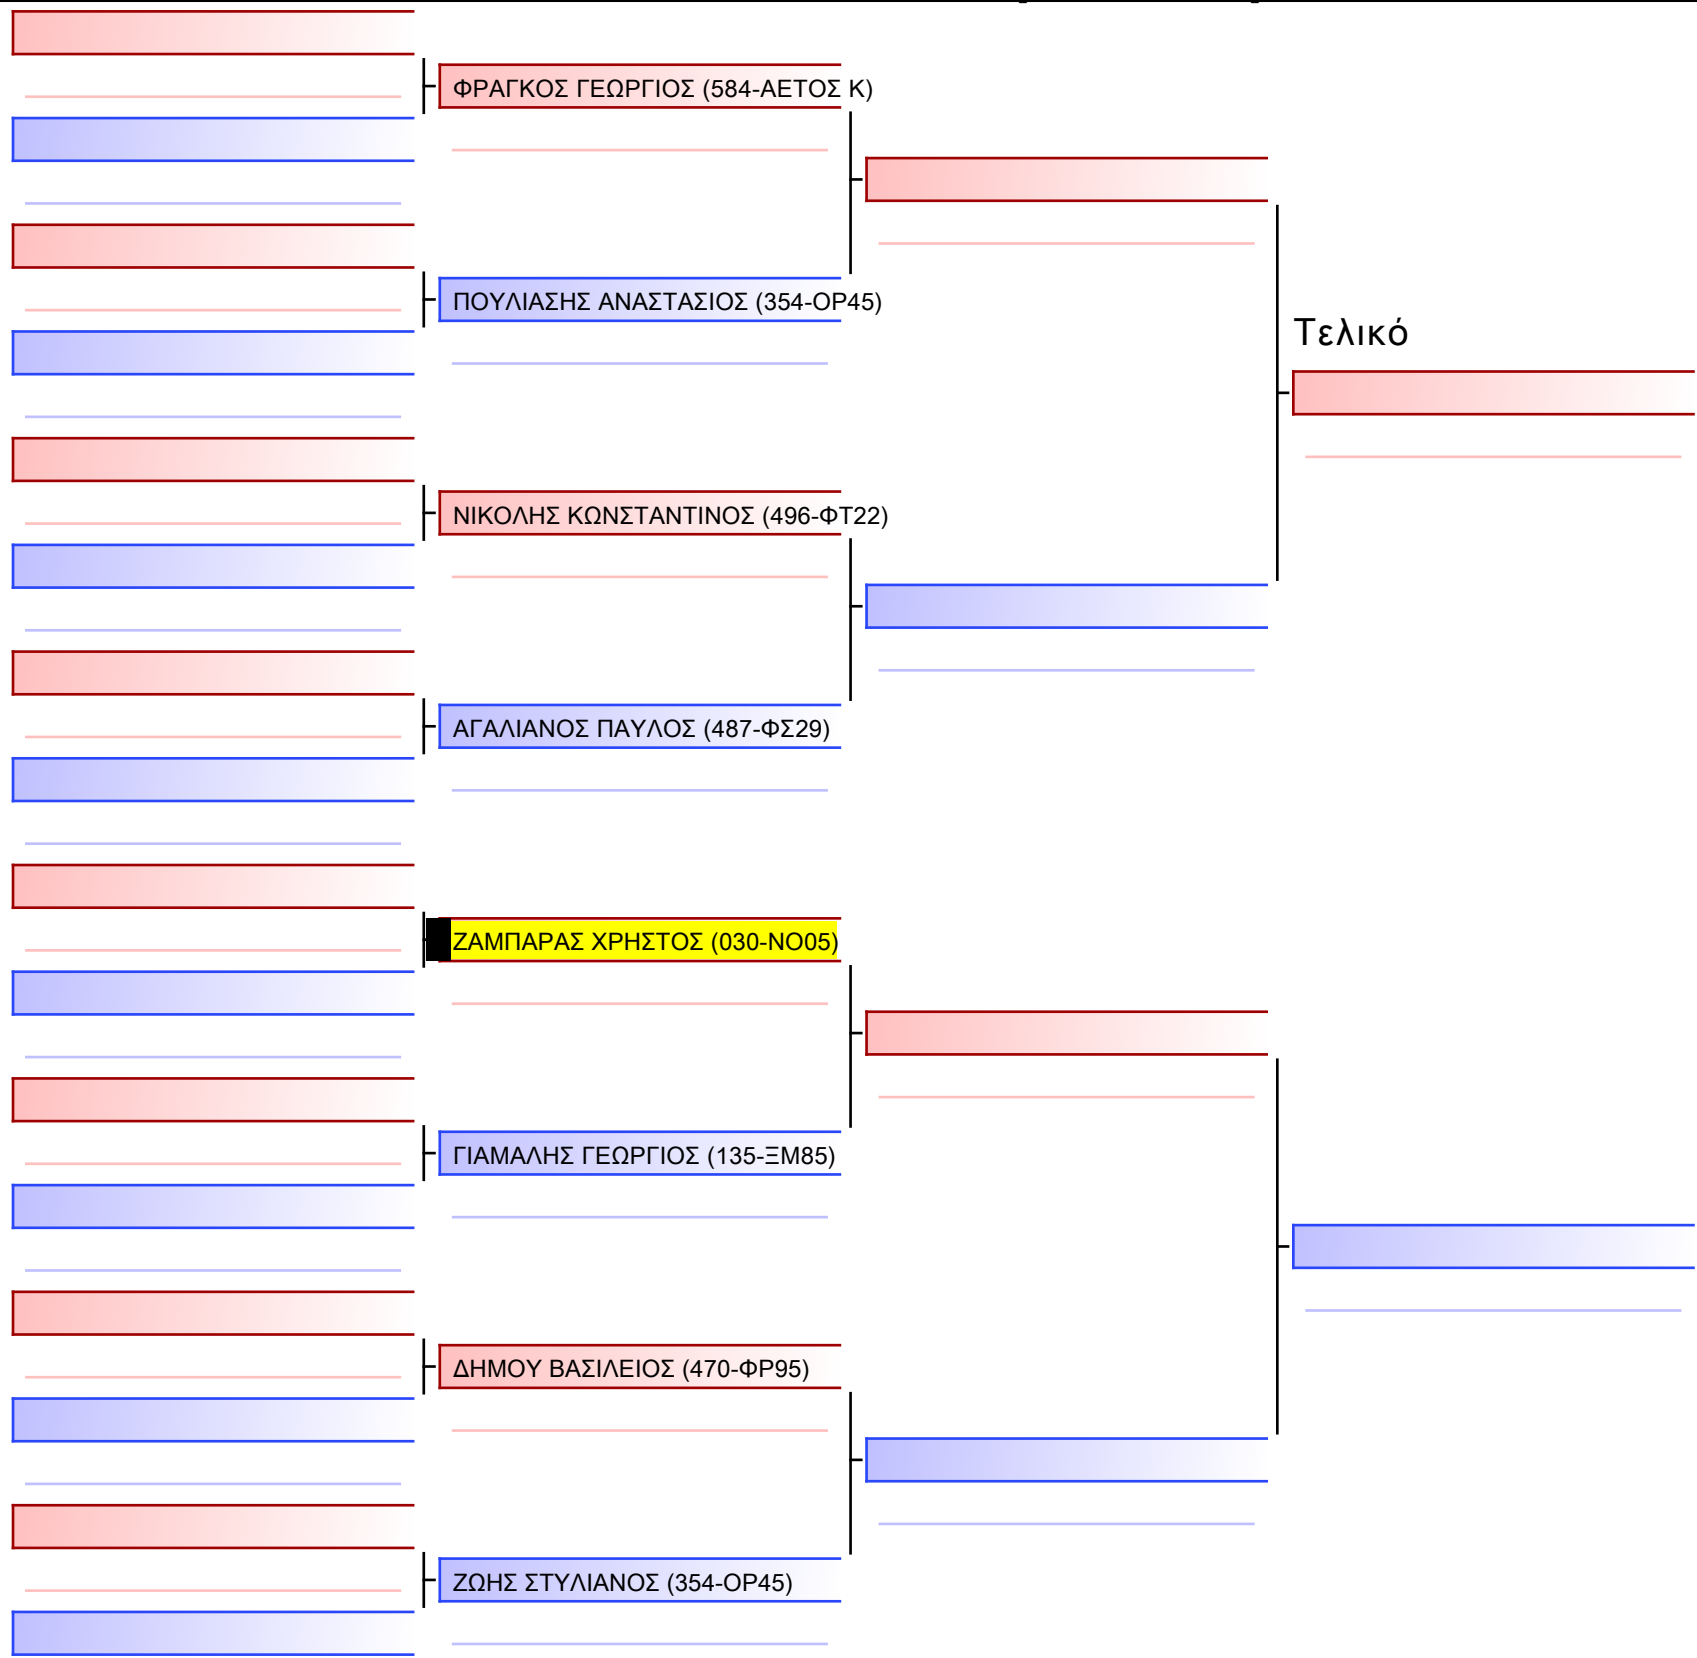 ΦΡΑΓΚΟΣ ΓΕΩΡΓΙΟΣ (584-ΑΕΤΟΣ Κ)
ΠΟΥΛΙΑΣΗΣ ΑΝΑΣΤΑΣΙΟΣ (354-ΟΡ45)
Τελικό
ΝΙΚΟΛΗΣ ΚΩΝΣΤΑΝΤΙΝΟΣ (496-ΦΤ22)
ΑΓΑΛΙΑΝΟΣ ΠΑΥΛΟΣ (487-ΦΣ29)
ΖΑΜΠΑΡΑΣ ΧΡΗΣΤΟΣ (030-ΝΟ05)
ΓΙΑΜΑΛΗΣ ΓΕΩΡΓΙΟΣ (135-ΞΜ85)
ΔΗΜΟΥ ΒΑΣΙΛΕΙΟΣ (470-ΦΡ95)
ΖΩΗΣ ΣΤΥΛΙΑΝΟΣ (354-ΟΡ45)